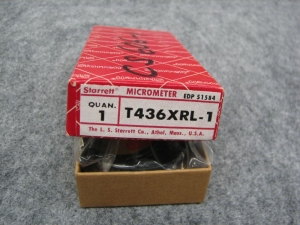 Starrett MICROMETER EDP 51584
QUAN. 1 T436XRL-1
The L. S. Starrett Co., Athol, Mass., U.S.A.